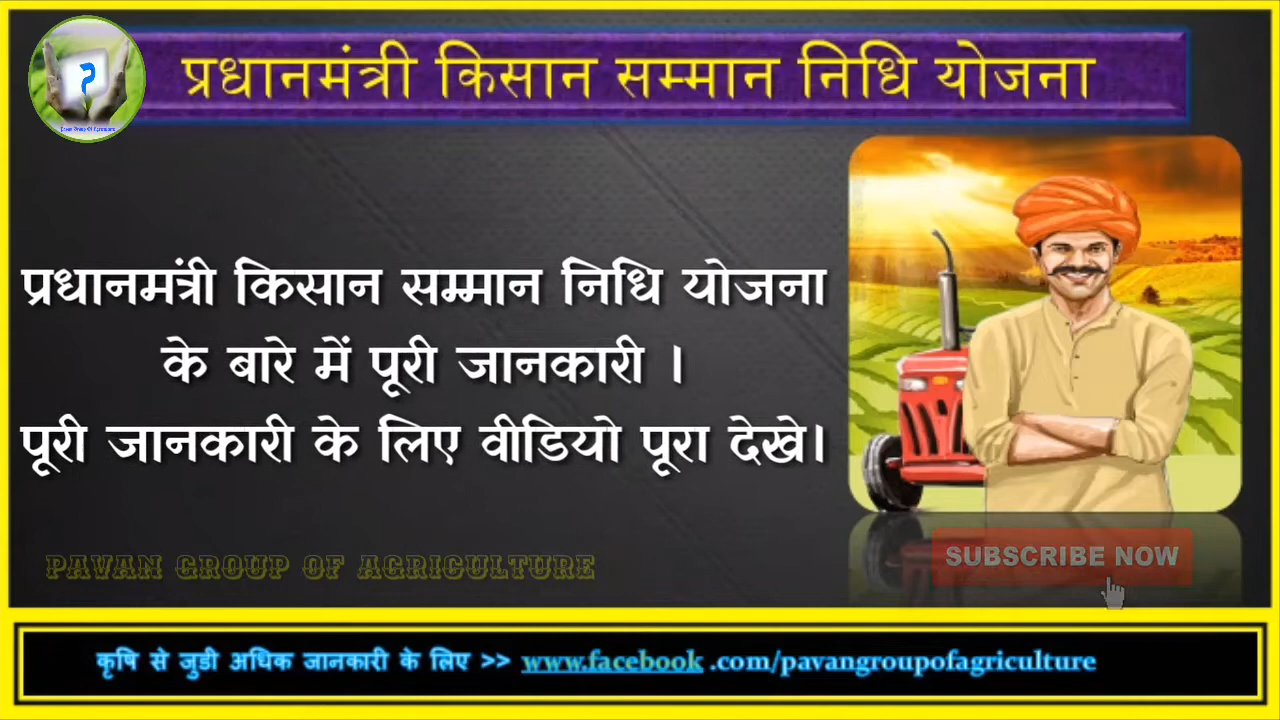 प्रधानमंत्री किसान सम्मान निधि योजना
प्रधानमंत्री किसान सम्मान निधि योजना
के बारे में पूरी जानकारी ।
पूरी जानकारी के लिए वीडियो पूरा देखे।
PAVAN GROUP OF AGRICULTURE
SUBSCRIBE NOW
कृषि से जुडी अधिक जानकारी के लिए >> www.facebook .com/pavangroupofagriculture